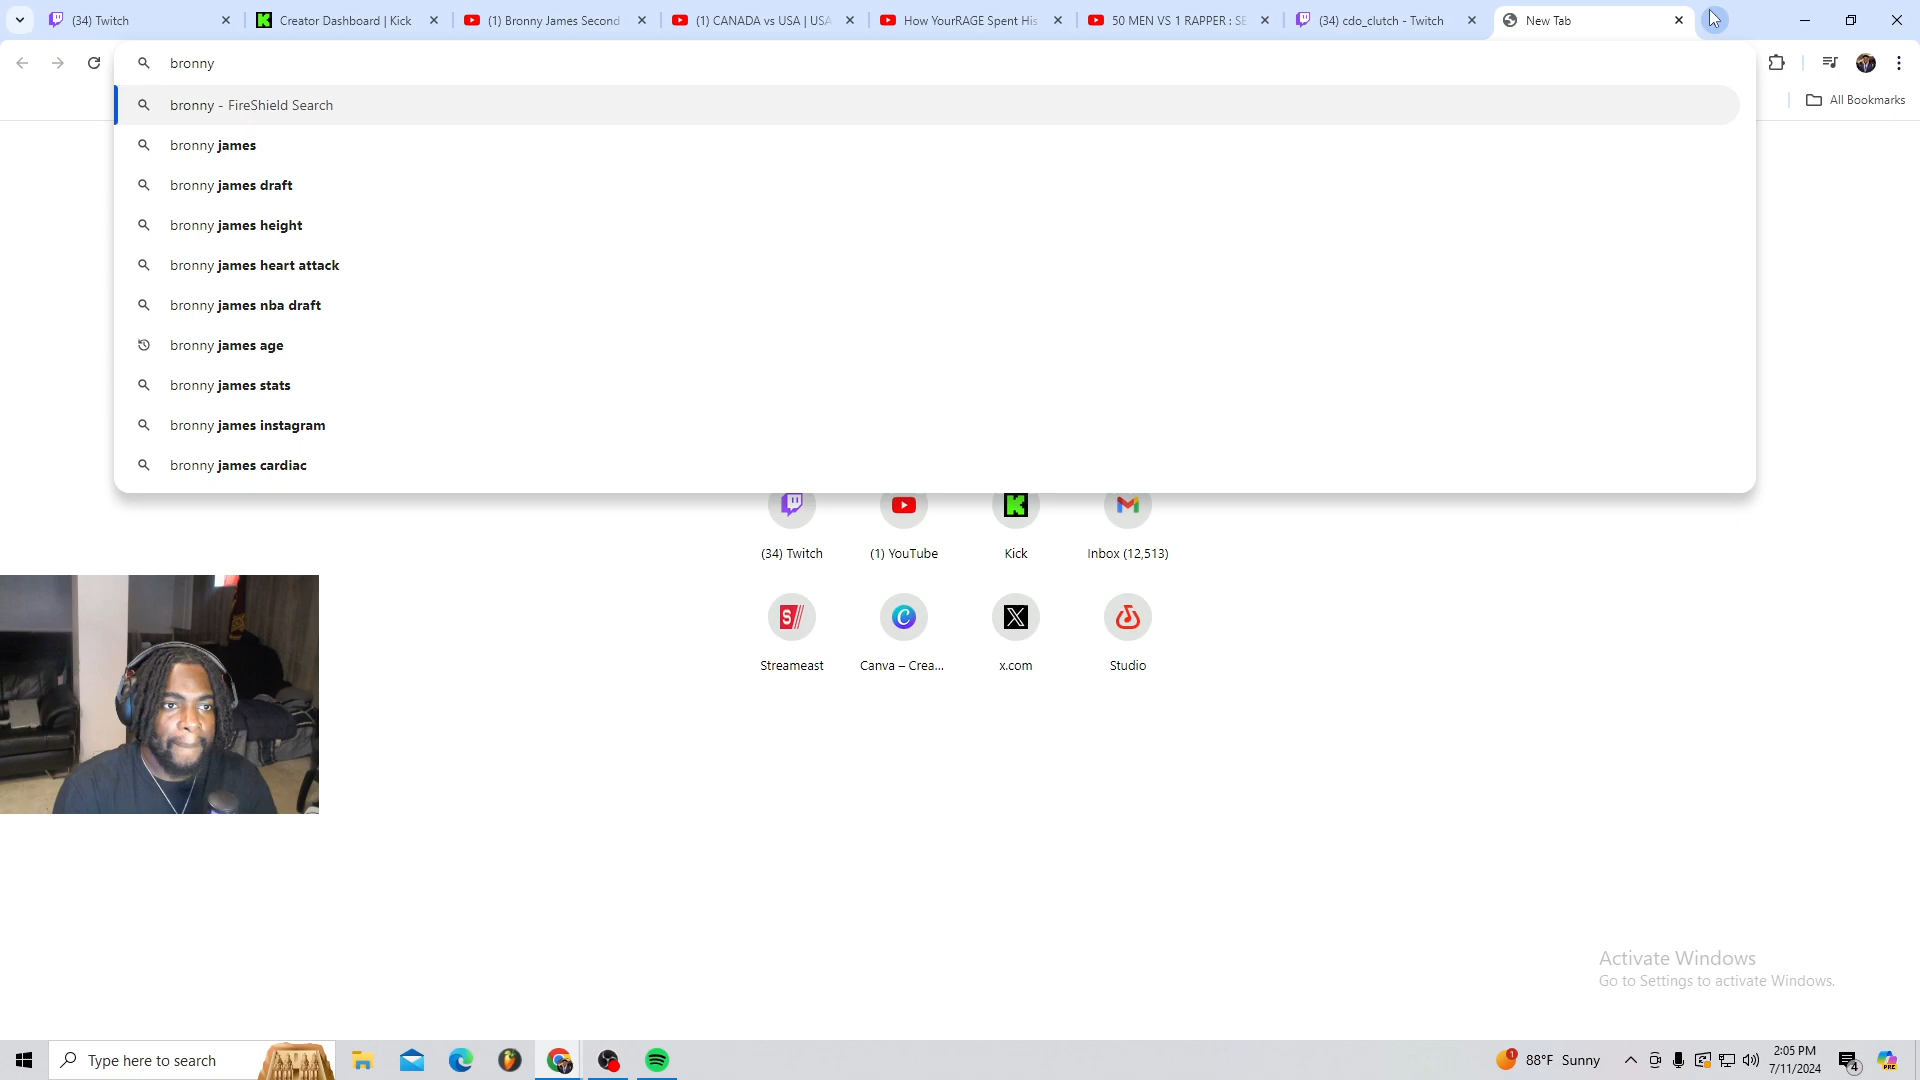 (34) Twitch
Creator Dashboard | Kick
(1) Bronny James Second
(1) CANADA vs USA | USA
How YourRAGE Spent His
50 MEN VS 1 RAPPER : SE
(34) cdo_clutch - Twitch
New Tab
bronny
All Bookmarks
bronny - FireShield Search
bronny james
bronny james draft
bronny james height
bronny james heart attack
bronny james nba draft
bronny james age
bronny james stats
bronny james instagram
bronny james cardiac
(34) Twitch
(1) YouTube
Kick
Inbox (12,513)
Streameast
Canva – Crea...
x.com
Studio
Activate Windows
Go to Settings to activate Windows.
Type here to search
1
88°F Sunny
2:05 PM
7/11/2024
4
PRE